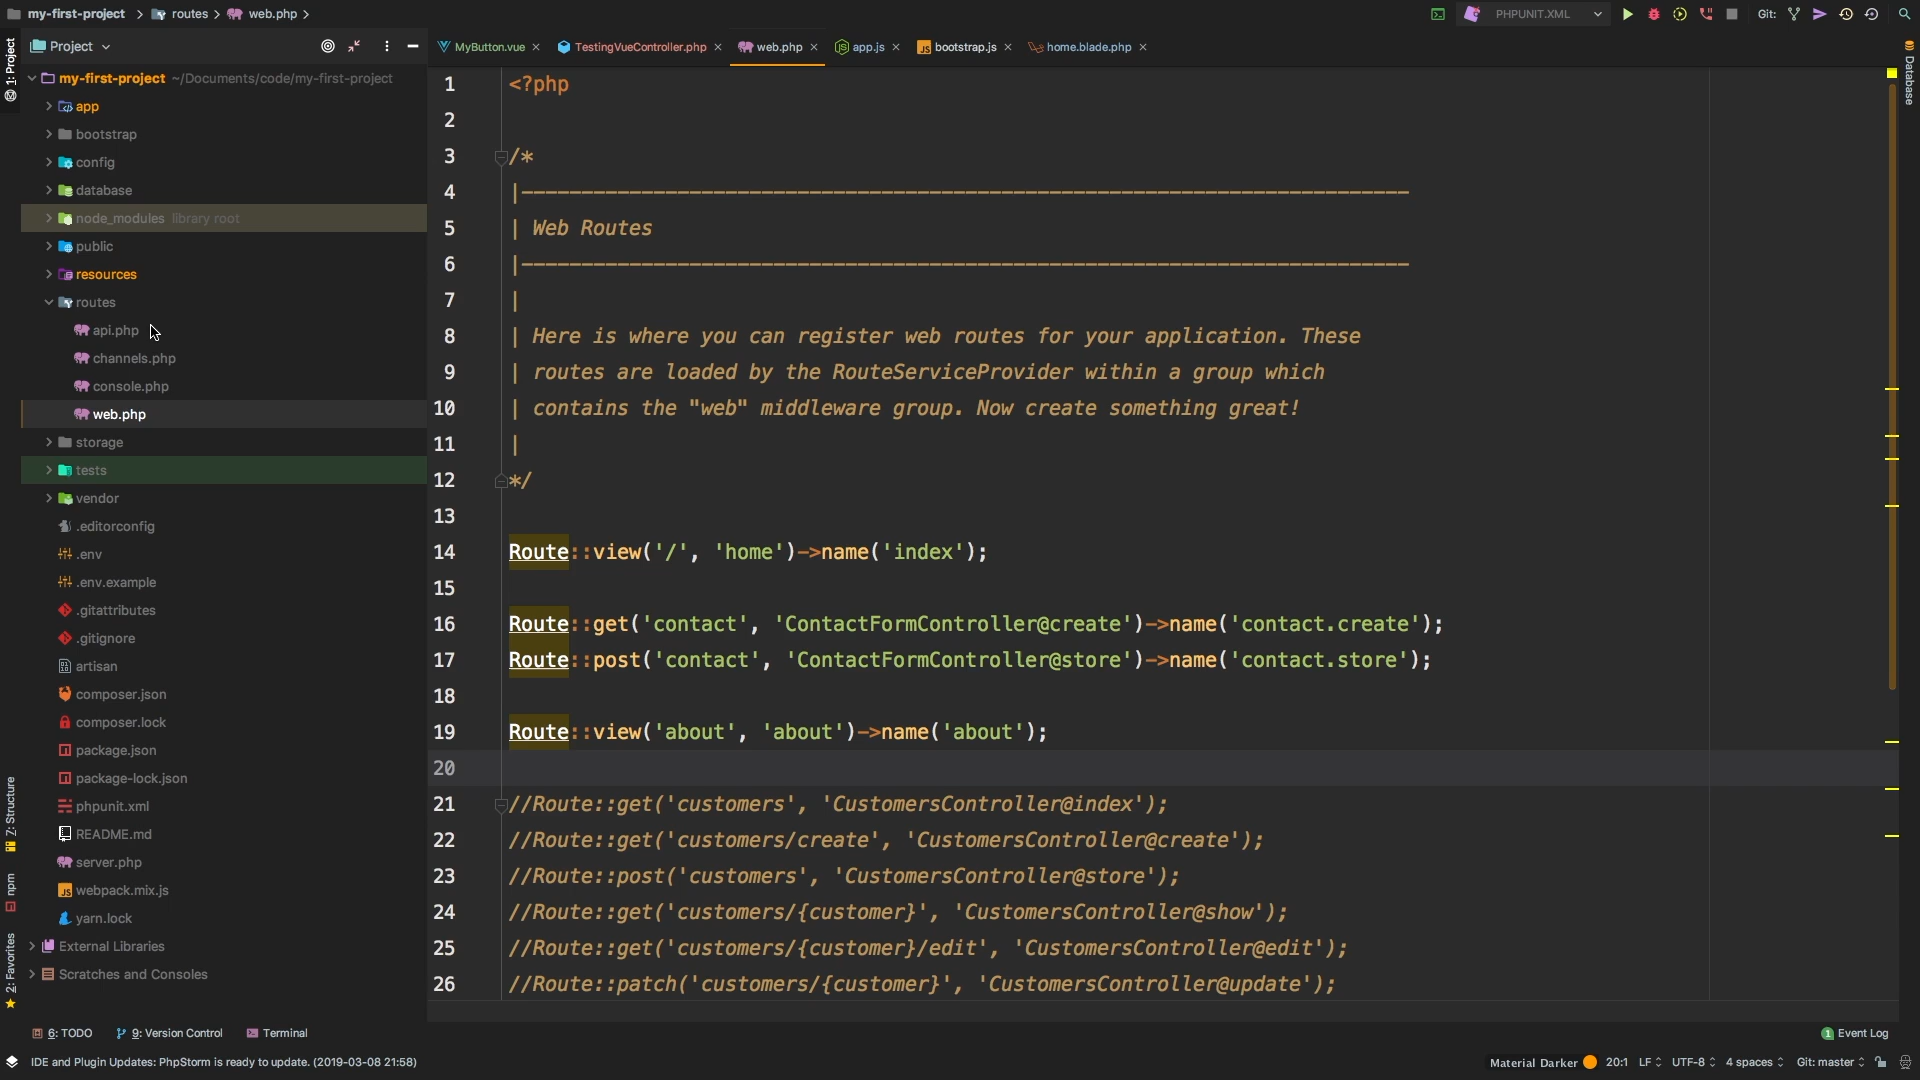 my-first-project
routes
web.php
PHPUNIT.XML
Git:
Project
MyButton.vue
TestingVueController.php
web.php
app.js
bootstrap.js
home.blade.php
1: Project
Z: Structure
npm
2: Favorites
Database
my-first-project ~/Documents/code/my-first-project
app
bootstrap
config
database
node_modules library root
public
resources
routes
api.php
channels.php
console.php
web.php
storage
tests
vendor
.editorconfig
.env
.env.example
.gitattributes
.gitignore
artisan
composer.json
composer.lock
package.json
package-lock.json
phpunit.xml
README.md
server.php
webpack.mix.js
yarn.lock
External Libraries
Scratches and Consoles
1 <?php
2
3 /*
4 |--------------------------------------------------------------------------
5 | Web Routes
6 |--------------------------------------------------------------------------
7 |
8 | Here is where you can register web routes for your application. These
9 | routes are loaded by the RouteServiceProvider within a group which
10 | contains the "web" middleware group. Now create something great!
11 |
12 */
13
14 Route::view('/', 'home')->name('index');
15
16 Route::get('contact', 'ContactFormController@create')->name('contact.create');
17 Route::post('contact', 'ContactFormController@store')->name('contact.store');
18
19 Route::view('about', 'about')->name('about');
20
21 //Route::get('customers', 'CustomersController@index');
22 //Route::get('customers/create', 'CustomersController@create');
23 //Route::post('customers', 'CustomersController@store');
24 //Route::get('customers/{customer}', 'CustomersController@show');
25 //Route::get('customers/{customer}/edit', 'CustomersController@edit');
26 //Route::patch('customers/{customer}', 'CustomersController@update');
6: TODO
9: Version Control
Terminal
1 Event Log
IDE and Plugin Updates: PhpStorm is ready to update. (2019-03-08 21:58)
Material Darker
20:1
LF
UTF-8
4 spaces
Git: master